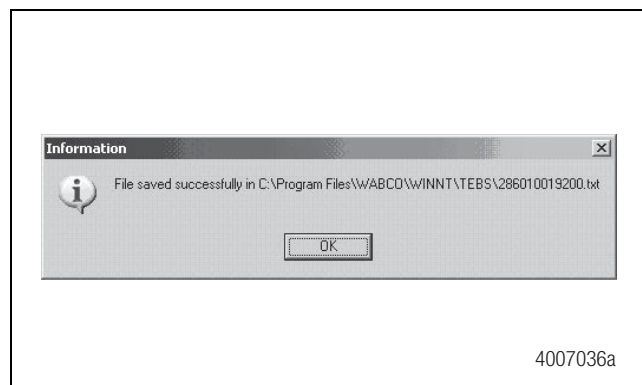 Information
File saved successfully in C:\Program Files\WABCO\WINNT\TEBS\286010019200.txt
OK
4007036a